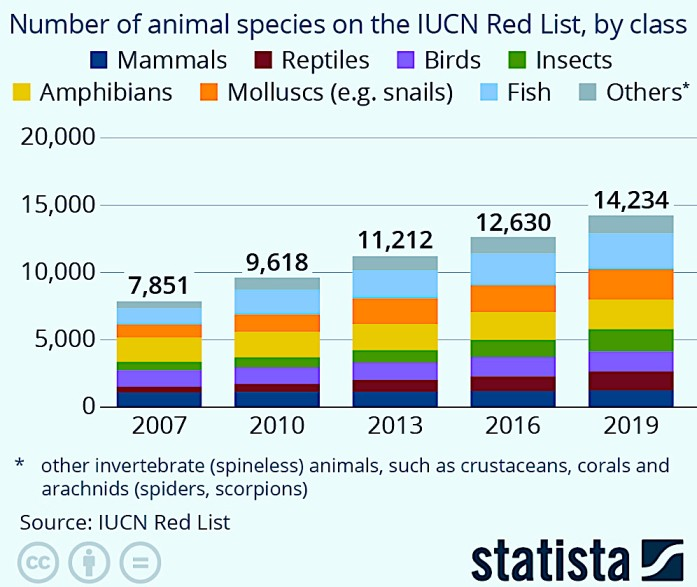 Number of animal species on the IUCN Red List, by class
Mammals Reptiles Birds Insects
Amphibians Molluscs (e.g. snails) Fish Others*
20,000
15,000
10,000
5,000
0
7,851
9,618
11,212
12,630
14,234
2007 2010 2013 2016 2019
* other invertebrate (spineless) animals, such as crustaceans, corals and
arachnids (spiders, scorpions)
Source: IUCN Red List
cc
statista